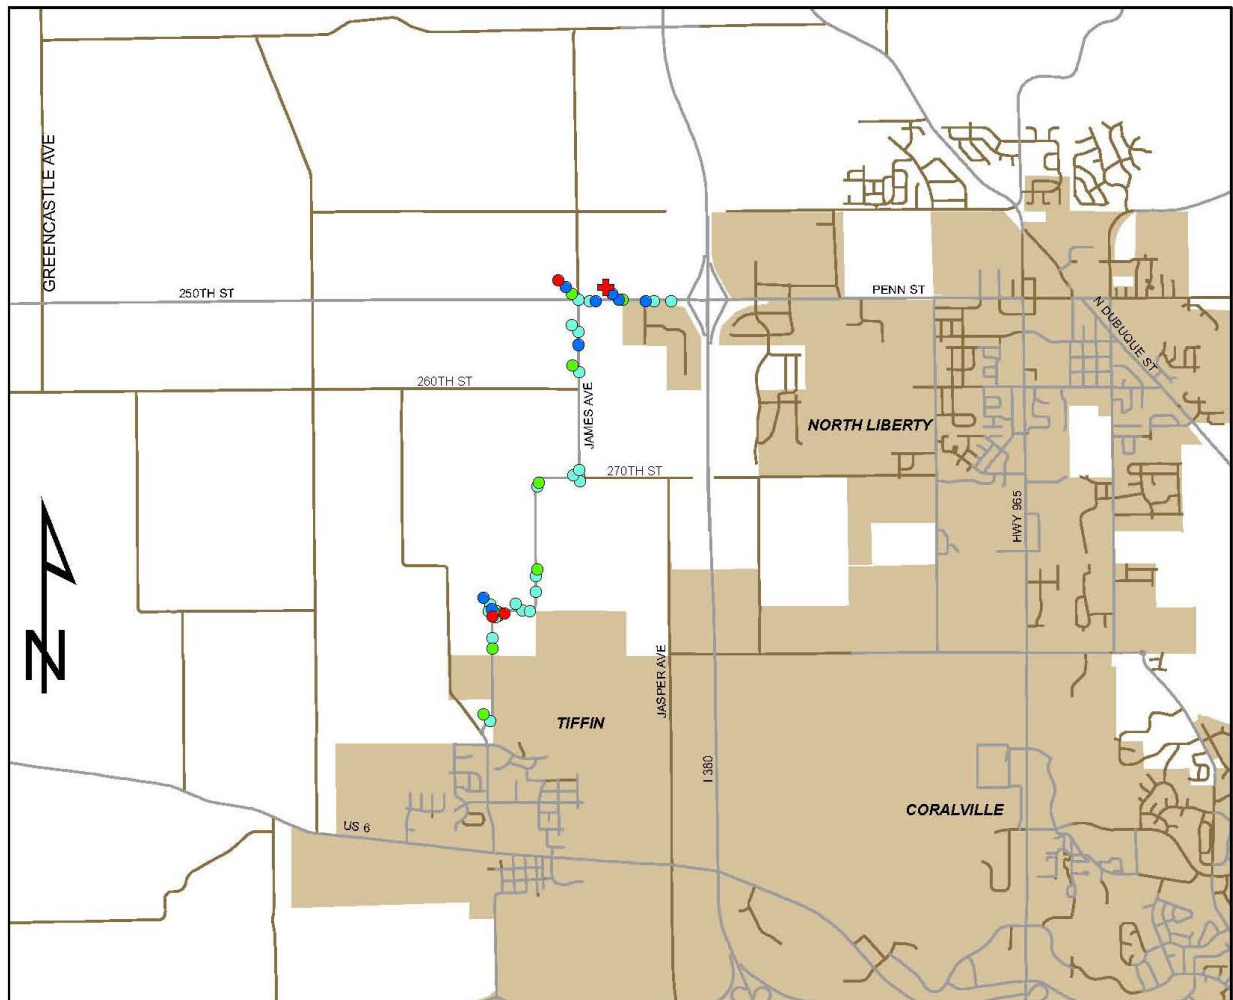 GREENCASTLE AVE
250TH ST
PENN ST
N DUBUQUE ST
260TH ST
JAMES AVE
NORTH LIBERTY
270TH ST
HWY 965
N
JASPER AVE
TIFFIN
I 380
CORALVILLE
US 6